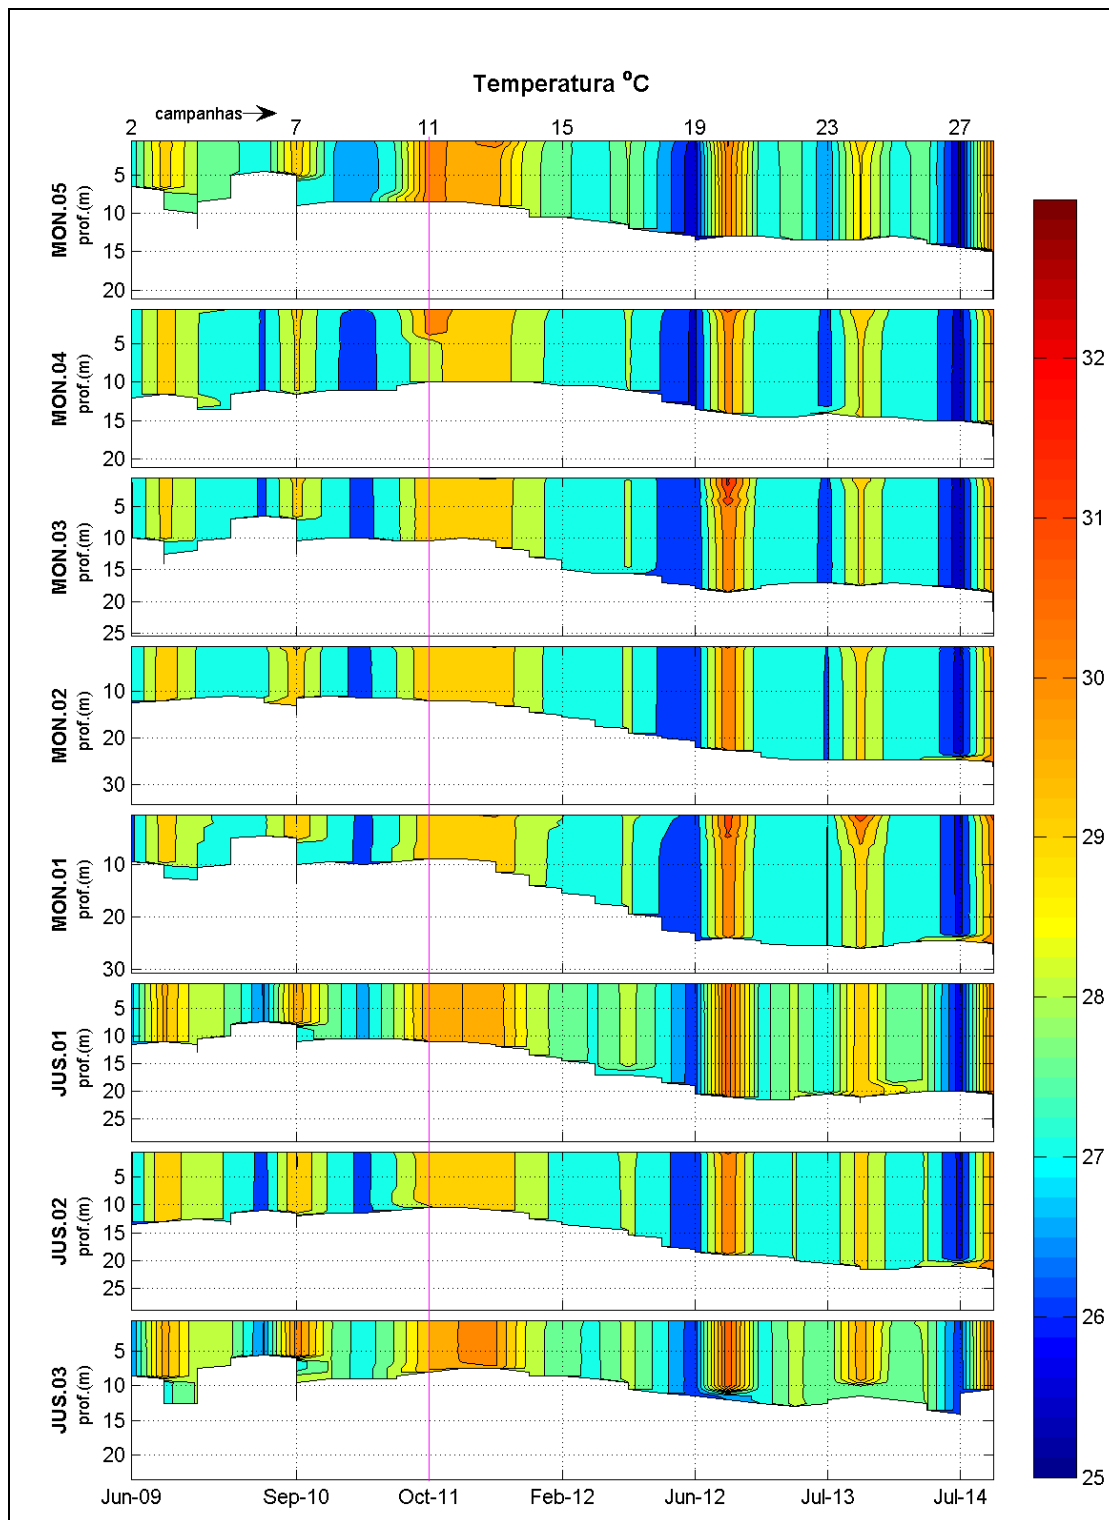 Temperatura °C
campanhas
2 7 11 15 19 23 27
MON.05
prof.(m)
5
10
15
20
MON.04
prof.(m)
5
10
15
20
MON.03
prof.(m)
5
10
15
20
25
MON.02
prof.(m)
10
20
30
MON.01
prof.(m)
10
20
30
JUS.01
prof.(m)
5
10
15
20
25
JUS.02
prof.(m)
5
10
15
20
25
JUS.03
prof.(m)
5
10
15
20
Jun-09 Sep-10 Oct-11 Feb-12 Jun-12 Jul-13 Jul-14
32
31
30
29
28
27
26
25